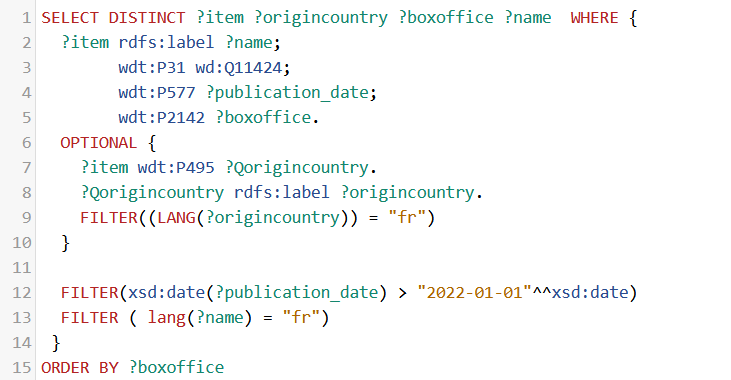 1 SELECT DISTINCT ?item ?origincountry ?boxoffice ?name  WHERE {
2   ?item rdfs:label ?name;
3         wdt:P31 wd:Q11424;
4         wdt:P577 ?publication_date;
5         wdt:P2142 ?boxoffice.
6   OPTIONAL {
7     ?item wdt:P495 ?Qorigincountry.
8     ?Qorigincountry rdfs:label ?origincountry.
9     FILTER((LANG(?origincountry)) = "fr")
10   }
11
12   FILTER(xsd:date(?publication_date) > "2022-01-01"^^xsd:date)
13   FILTER ( lang(?name) = "fr")
14  }
15 ORDER BY ?boxoffice